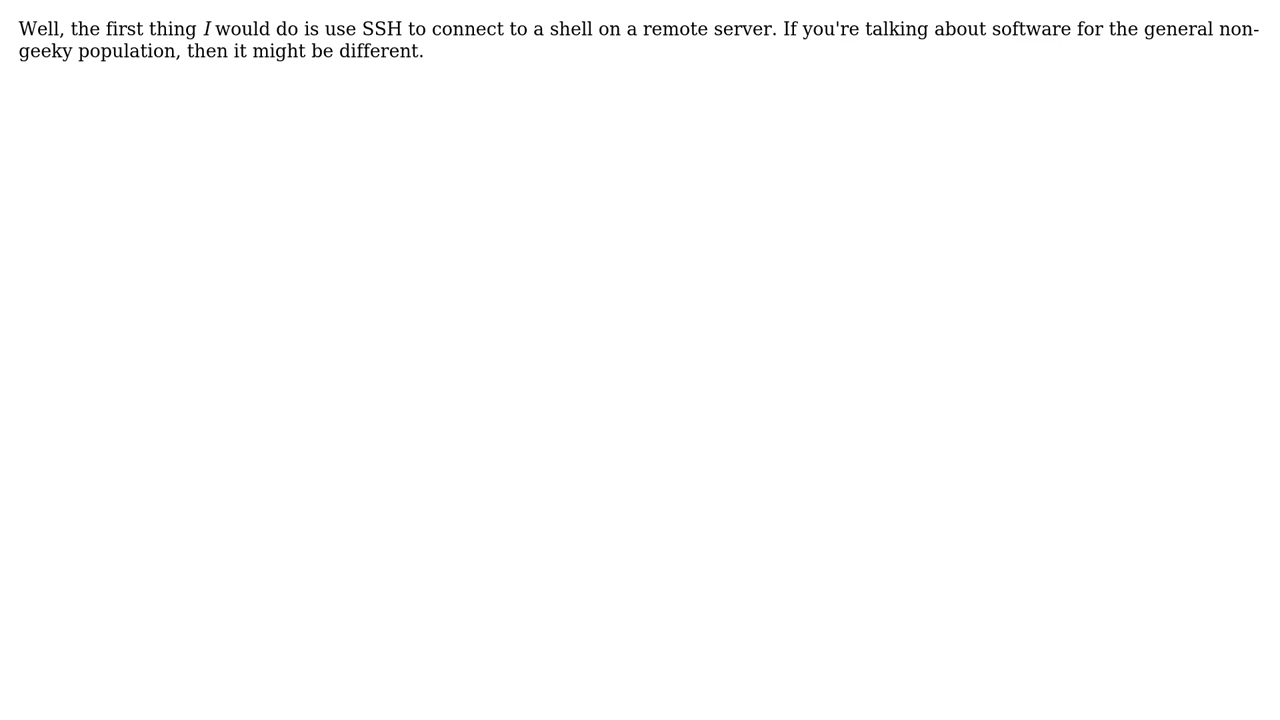 Well, the first thing I would do is use SSH to connect to a shell on a remote server. If you're talking about software for the general non-
geeky population, then it might be different.